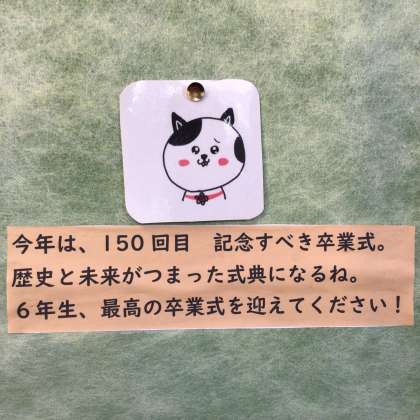 今年は、150回目　記念すべき卒業式。
歴史と未来がつまった式典になるね。
6年生、最高の卒業式を迎えてください！